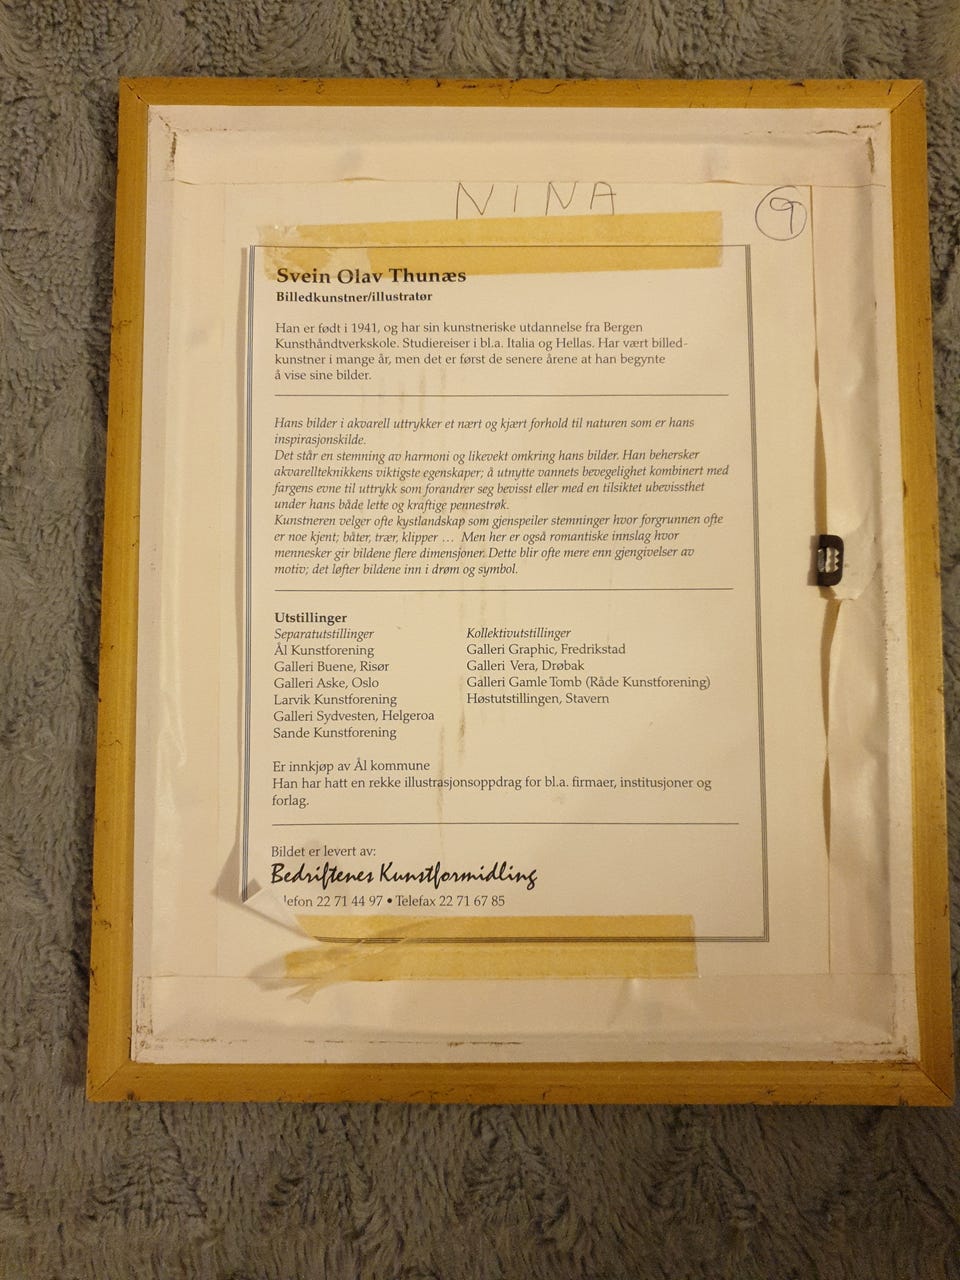 NINA
9
Svein Olav Thunæs
Billedkunstner/illustratør
Han er født i 1941, og har sin kunstneriske utdannelse fra Bergen
Kunsthåndtverkskole. Studiereiser i bl.a. Italia og Hellas. Har vært billed-
kunstner i mange år, men det er først de senere årene at han begynte
å vise sine bilder.
Hans bilder i akvarell uttrykker et nært og kjært forhold til naturen som er hans
inspirasjonskilde.
Det står en stemning av harmoni og likevekt omkring hans bilder. Han behersker
akvarellteknikkens viktigste egenskaper; å utnytte vannets bevegelighet kombinert med
fargens evne til uttrykk som forandrer seg bevisst eller med en tilsiktet ubevissthet
under hans både lette og kraftige pennestrøk.
Kunstneren velger ofte kystlandskap som gjenspeiler stemninger hvor forgrunnen ofte
er noe kjent; båter, trær, klipper ... Men her er også romantiske innslag hvor
mennesker gir bildene flere dimensjoner. Dette blir ofte mere enn gjengivelser av
motiv; det løfter bildene inn i drøm og symbol.
Utstillinger
Separatutstillinger
Ål Kunstforening
Galleri Buene, Risør
Galleri Aske, Oslo
Larvik Kunstforening
Galleri Sydvesten, Helgeroa
Sande Kunstforening
Kollektivutstillinger
Galleri Graphic, Fredrikstad
Galleri Vera, Drøbak
Galleri Gamle Tomb (Råde Kunstforening)
Høstutstillingen, Stavern
Er innkjøp av Ål kommune
Han har hatt en rekke illustrasjonsoppdrag for bl.a. firmaer, institusjoner og
forlag.
Bildet er levert av:
Bedriftenes Kunstformidling
lefon 22 71 44 97 • Telefax 22 71 67 85